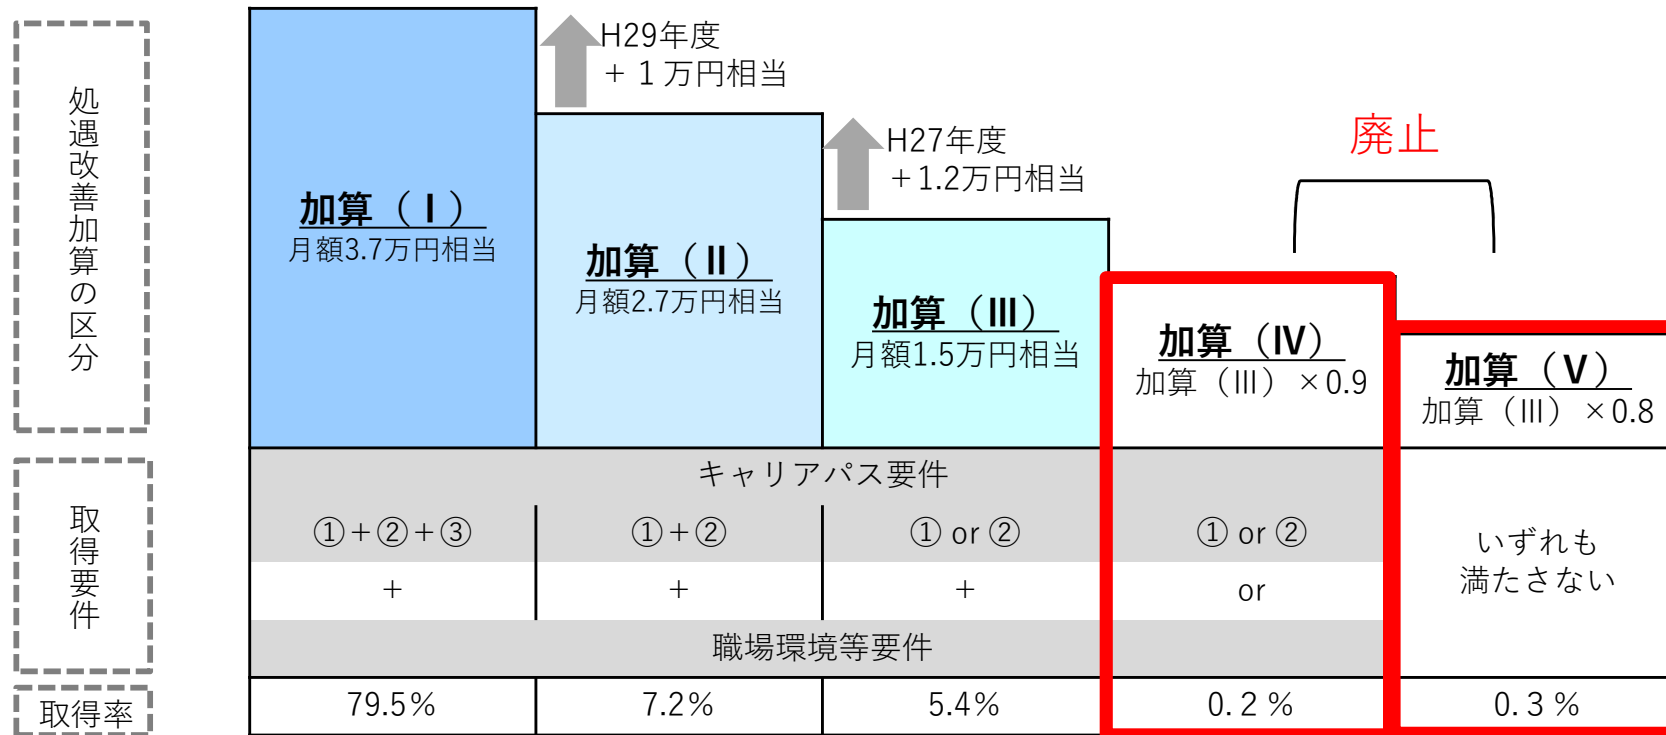 処遇改善加算の区分
加算（Ⅰ）
月額3.7万円相当
H29年度
＋１万円相当
加算（Ⅱ）
月額2.7万円相当
H27年度
＋1.2万円相当
加算（Ⅲ）
月額1.5万円相当
廃止
加算（Ⅳ）
加算（Ⅲ）×0.9
加算（Ⅴ）
加算（Ⅲ）×0.8
取得要件
キャリアパス要件
①＋②＋③
①＋②
① or ②
① or ②
いずれも
満たさない
＋
＋
＋
or
職場環境等要件
取得率
79.5%
7.2%
5.4%
0.2％
0.3％